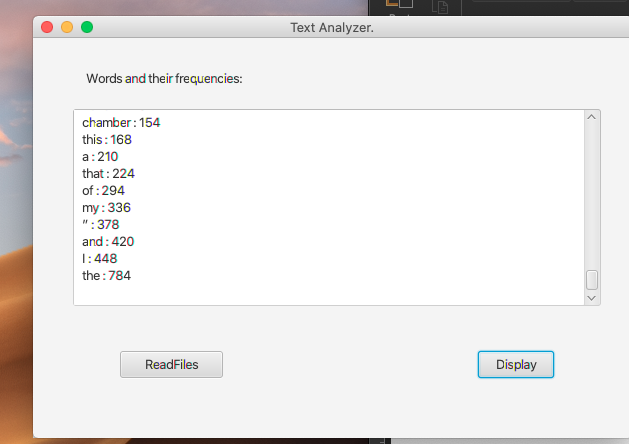 Text Analyzer.
Words and their frequencies:
chamber : 154
this : 168
a : 210
that : 224
of : 294
my : 336
” : 378
and : 420
I : 448
the : 784
ReadFiles
Display